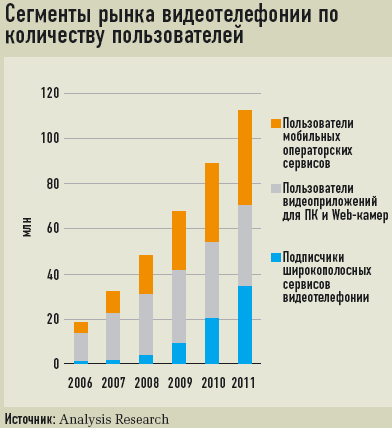 Сегменты рынка видеотелефонии по
количеству пользователей
120
100
80
60
40
20
0
млн
2006 2007 2008 2009 2010 2011
Пользователи
мобильных
операторских
сервисов
Пользователи
видеоприложений
для ПК и Web-камер
Подписчики
широкополосных
сервисов
видеотелефонии
Источник: Analysis Research